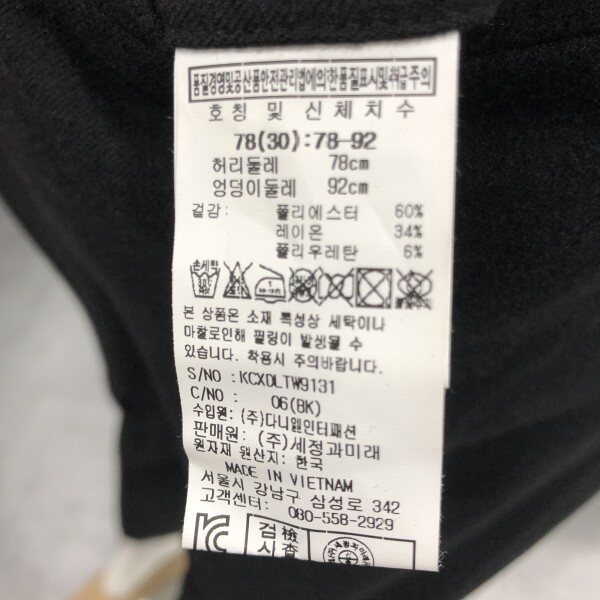 품질경영및공산품안전관리법에의한품질표시및취급주의
호칭 및 신체치수
78(30):78-92
허리둘레 78cm
엉덩이둘레 92cm
겉감: 폴리에스터 60%
레이온 34%
폴리우레탄 6%
손세탁
본 상품은 소재 특성상 세탁이나
마찰로인해 필링이 발생될 수
있습니다. 착용시 주의바랍니다.
S/NO : KCXDLTW9131
C/NO : 06(BK)
수입원: (주)다니엘인터패션
판매원: (주)세정과미래
원자재 원산지: 한국
MADE IN VIETNAM
서울시 강남구 삼성로 342
고객센터: 080-558-2929
검檢
시査